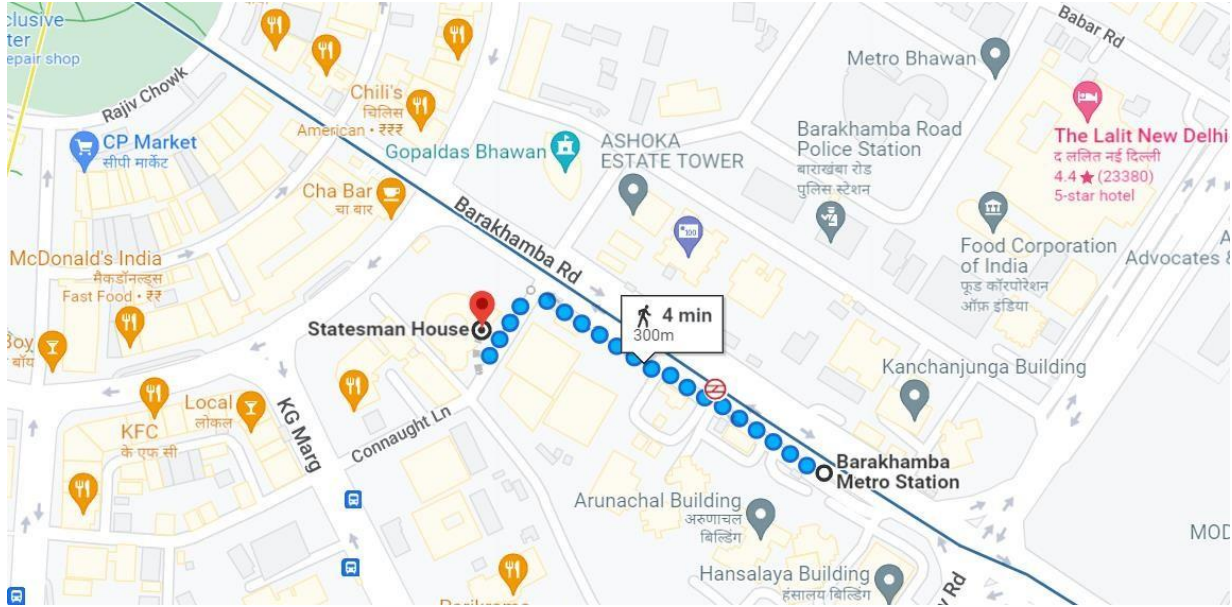 clusive
ter
epair shop
Rajiv Chowk
CP Market
सीपी मार्केट
Chili's
चिलिस
American • ₹₹₹
Cha Bar
चा बार
McDonald's India
मैकडॉनल्ड्स
Fast Food • ₹₹
Boy
बॉय
KFC
के एफ सी
Local
लोकल
KG Marg
Connaught Ln
Statesman House
Gopaldas Bhawan
ASHOKA
ESTATE TOWER
Barakhamba Rd
4 min
300m
Barakhamba
Metro Station
Barakhamba Road
Police Station
बाराखंबा रोड
पुलिस स्टेशन
Metro Bhawan
Babar Rd
The Lalit New Delhi
द ललित नई दिल्ली
4.4★ (23380)
5-star hotel
Food Corporation
of India
फ़ूड कॉरपोरेशन
ऑफ़ इंडिया
Advocates &
Kanchanjunga Building
Arunachal Building
अरुणाचल
बिल्डिंग
Hansalaya Building
हंसालय बिल्डिंग
Rd
MOD